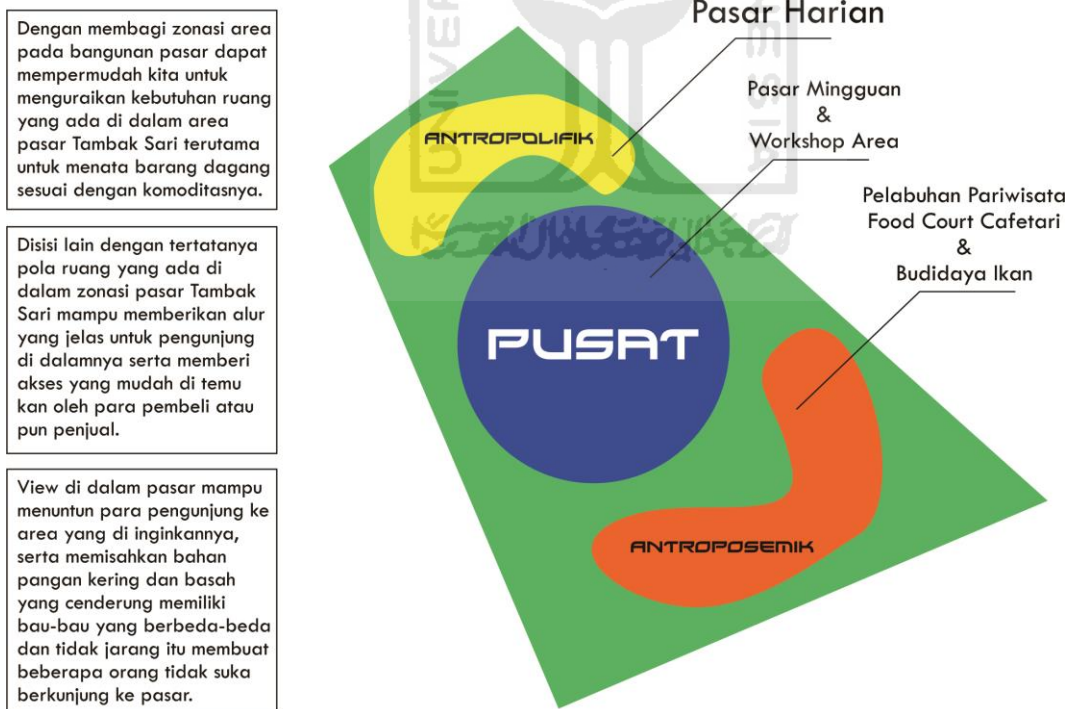 Dengan membagi zonasi area
pada bangunan pasar dapat
mempermudah kita untuk
menguraikan kebutuhan ruang
yang ada di dalam area
pasar Tambak Sari terutama
untuk menata barang dagang
sesuai dengan komoditasnya.
Disisi lain dengan tertatanya
pola ruang yang ada di
dalam zonasi pasar Tambak
Sari mampu memberikan alur
yang jelas untuk pengunjung
di dalamnya serta memberi
akses yang mudah di temu
kan oleh para pembeli atau
pun penjual.
View di dalam pasar mampu
menuntun para pengunjung ke
area yang di inginkannya,
serta memisahkan bahan
pangan kering dan basah
yang cenderung memiliki
bau-bau yang berbeda-beda
dan tidak jarang itu membuat
beberapa orang tidak suka
berkunjung ke pasar.
Pasar Harian
Pasar Mingguan
&
Workshop Area
Pelabuhan Pariwisata
Food Court Cafetari
&
Budidaya Ikan
ANTROPOLIFIK
PUSAT
ANTROPOSEMIK